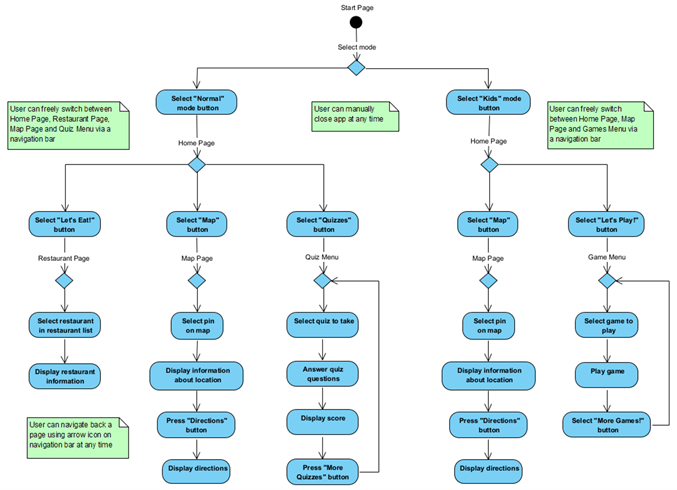 Start Page
Select mode
Select "Normal"
mode button
Select "Kids" mode
button
User can freely switch between
Home Page, Restaurant Page,
Map Page and Quiz Menu via a
navigation bar
User can manually
close app at any time
User can freely switch
between Home Page, Map
Page and Games Menu via
a navigation bar
Home Page
Home Page
Select "Let's Eat!"
button
Select "Map"
button
Select "Quizzes"
button
Select "Map"
button
Select "Let's Play!"
button
Restaurant Page
Map Page
Quiz Menu
Map Page
Game Menu
Select restaurant
in restaurant list
Select pin
on map
Select quiz to take
Select pin
on map
Select game to
play
Display restaurant
information
Display information
about location
Answer quiz
questions
Display information
about location
Play game
User can navigate back a
page using arrow icon on
navigation bar at any time
Press "Directions"
button
Display score
Press "Directions"
button
Select "More Games!"
button
Display directions
Press "More
Quizzes" button
Display directions